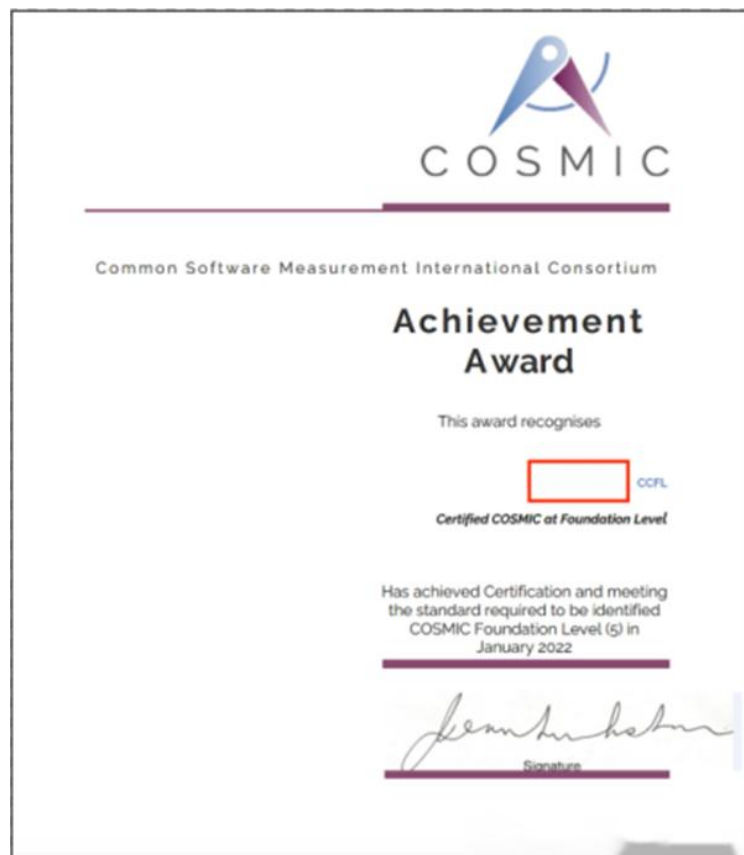 COSMIC
Common Software Measurement International Consortium
Achievement
Award
This award recognises
CCFL
Certified COSMIC at Foundation Level
Has achieved Certification and meeting
the standard required to be identified
COSMIC Foundation Level (5) in
January 2022
Signature